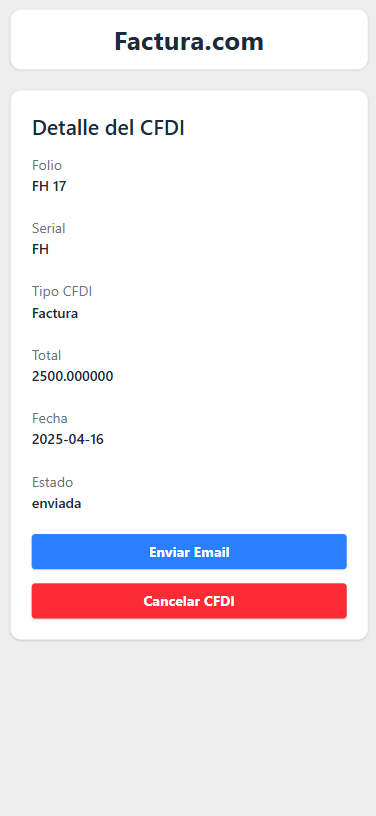 Factura.com
Detalle del CFDI
Folio
FH 17
Serial
FH
Tipo CFDI
Factura
Total
2500.000000
Fecha
2025-04-16
Estado
enviada
Enviar Email
Cancelar CFDI